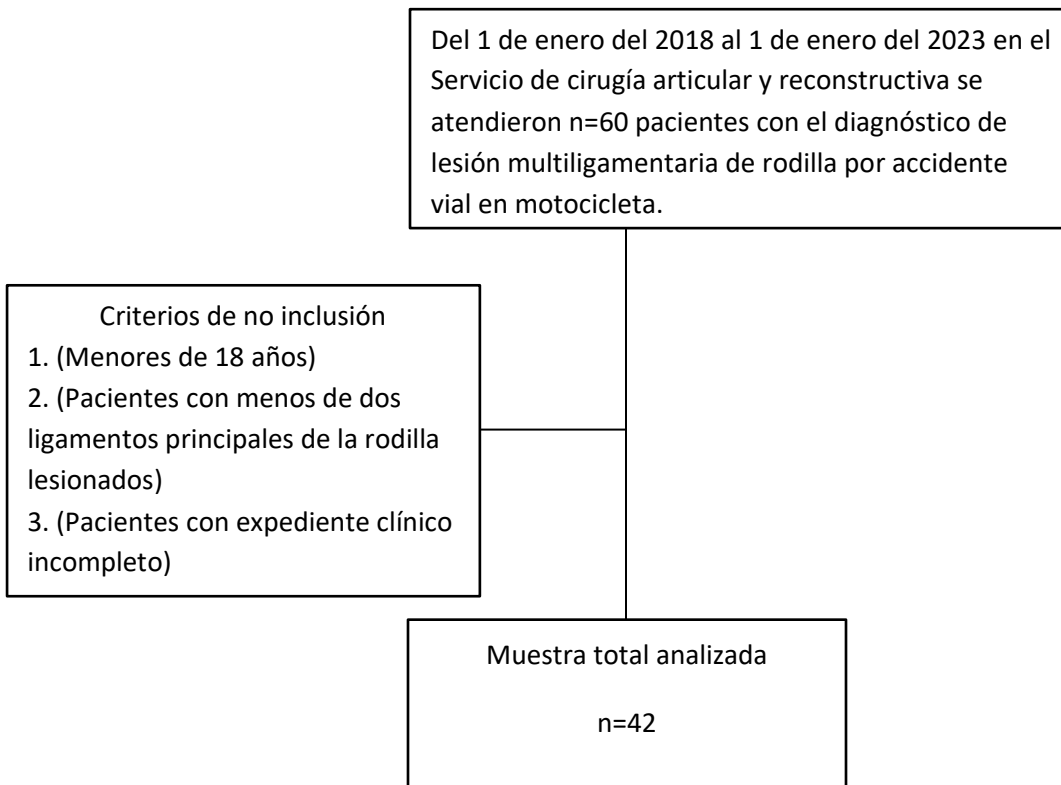 Del 1 de enero del 2018 al 1 de enero del 2023 en el
Servicio de cirugía articular y reconstructiva se
atendieron n=60 pacientes con el diagnóstico de
lesión multiligamentaria de rodilla por accidente
vial en motocicleta.
Criterios de no inclusión
1. (Menores de 18 años)
2. (Pacientes con menos de dos
ligamentos principales de la rodilla
lesionados)
3. (Pacientes con expediente clínico
incompleto)
Muestra total analizada
n=42